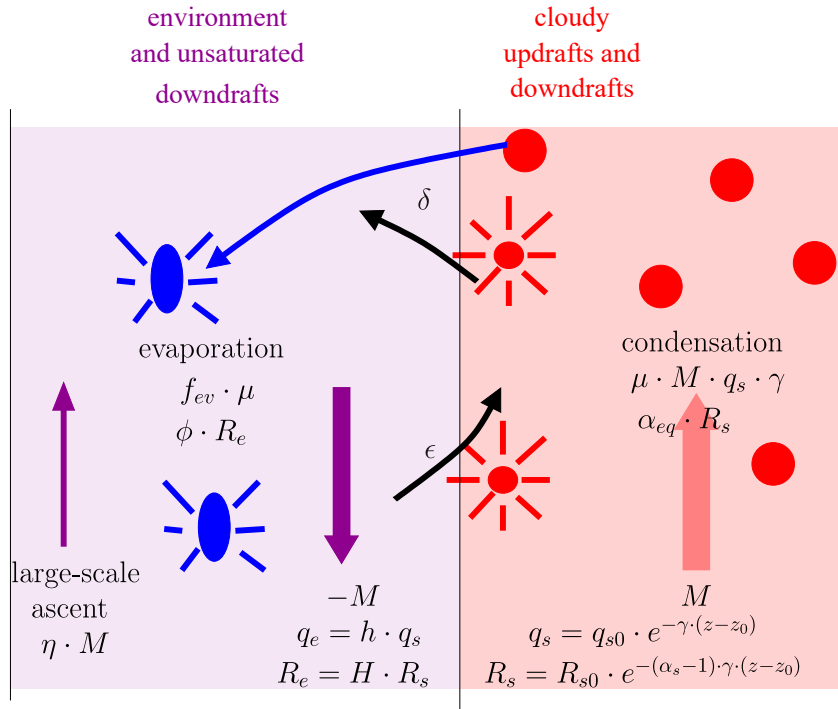 environment
and unsaturated
downdrafts
cloudy
updrafts and
downdrafts
δ
evaporation
f_{ev} · μ
φ · R_e
condensation
μ · M · q_s · γ
α_{eq} · R_s
ϵ
large-scale
ascent
η · M
−M
q_e = h · q_s
R_e = H · R_s
M
q_s = q_{s0} · e^{−γ·(z−z_0)}
R_s = R_{s0} · e^{−(α_s−1)·γ·(z−z_0)}